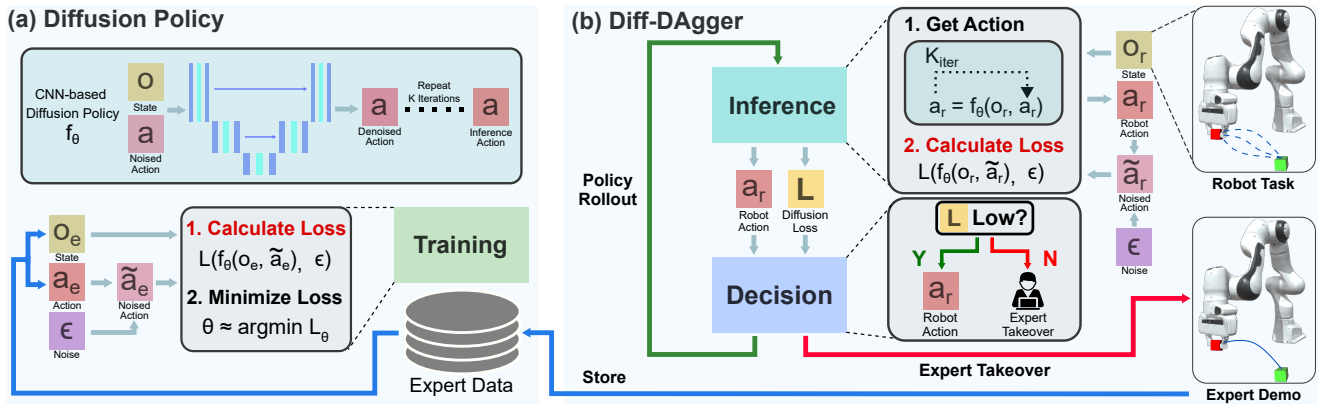 (a) Diffusion Policy
CNN-based
Diffusion Policy
fθ
o
State
a
Noised
Action
a
Denoised
Action
Repeat
K Iterations
a
Inference
Action
oe
State
ae
Action
ãe
Noised
Action
ϵ
Noise
1. Calculate Loss
L(fθ(oe, ãe), ϵ)
2. Minimize Loss
θ ≈ argmin Lθ
Training
Expert Data
(b) Diff-DAgger
Policy
Rollout
Inference
ar
Robot
Action
L
Diffusion
Loss
Decision
1. Get Action
Kiter
ar = fθ(or, ar)
2. Calculate Loss
L(fθ(or, ãr), ϵ)
L Low?
Y
N
ar
Robot
Action
Expert
Takeover
or
State
ar
Robot
Action
ãr
Noised
Action
ϵ
Noise
Robot Task
Expert Demo
Expert Takeover
Store